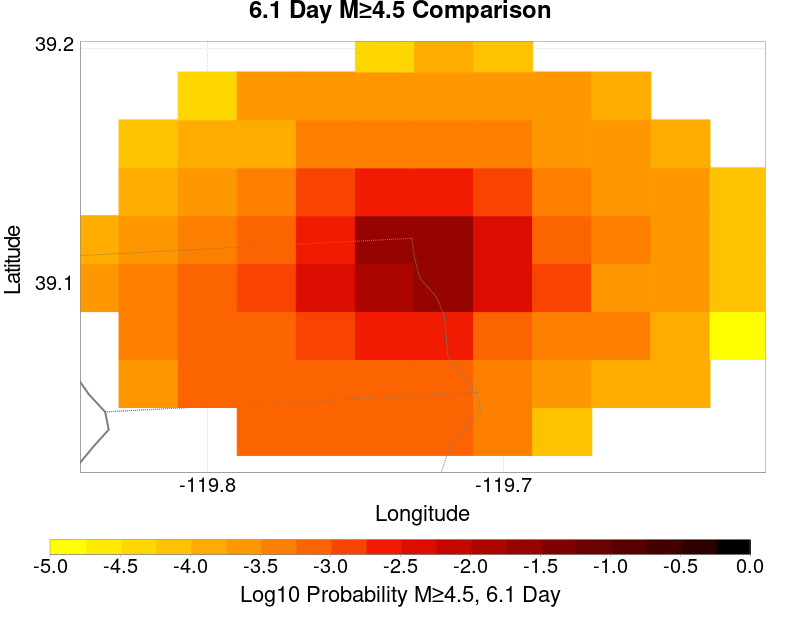 6.1 Day M≥4.5 Comparison
39.2
39.1
Latitude
-119.8 -119.7
Longitude
-5.0 -4.5 -4.0 -3.5 -3.0 -2.5 -2.0 -1.5 -1.0 -0.5 0.0
Log10 Probability M≥4.5, 6.1 Day